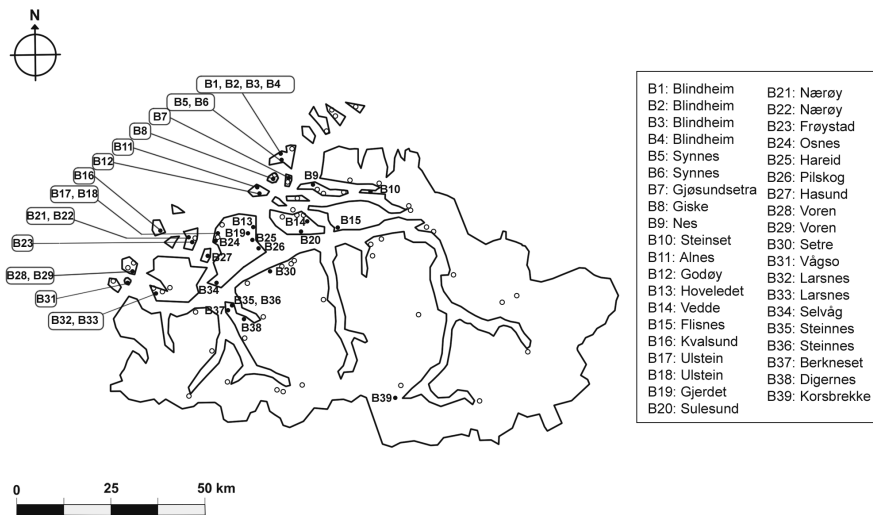 N
B1, B2, B3, B4
B5, B6
B7
B8
B11
B12
B16
B17, B18
B21, B22
B23
B28, B29
B31
B32, B33
B9
B10
B13
B14
B15
B19
B20
B24
B25
B26
B27
B30
B34
B35, B36
B37
B38
B39
0 25 50 km
B1: Blindheim
B2: Blindheim
B3: Blindheim
B4: Blindheim
B5: Synnes
B6: Synnes
B7: Gjøsundsetra
B8: Giske
B9: Nes
B10: Steinset
B11: Alnes
B12: Godøy
B13: Hoveledet
B14: Vedde
B15: Flisnes
B16: Kvalsund
B17: Ulstein
B18: Ulstein
B19: Gjerdet
B20: Sulesund
B21: Nærøy
B22: Nærøy
B23: Frøystad
B24: Osnes
B25: Hareid
B26: Pilskog
B27: Hasund
B28: Voren
B29: Voren
B30: Setre
B31: Vågso
B32: Larsnes
B33: Larsnes
B34: Selvåg
B35: Steinnes
B36: Steinnes
B37: Berkneset
B38: Digernes
B39: Korsbrekke